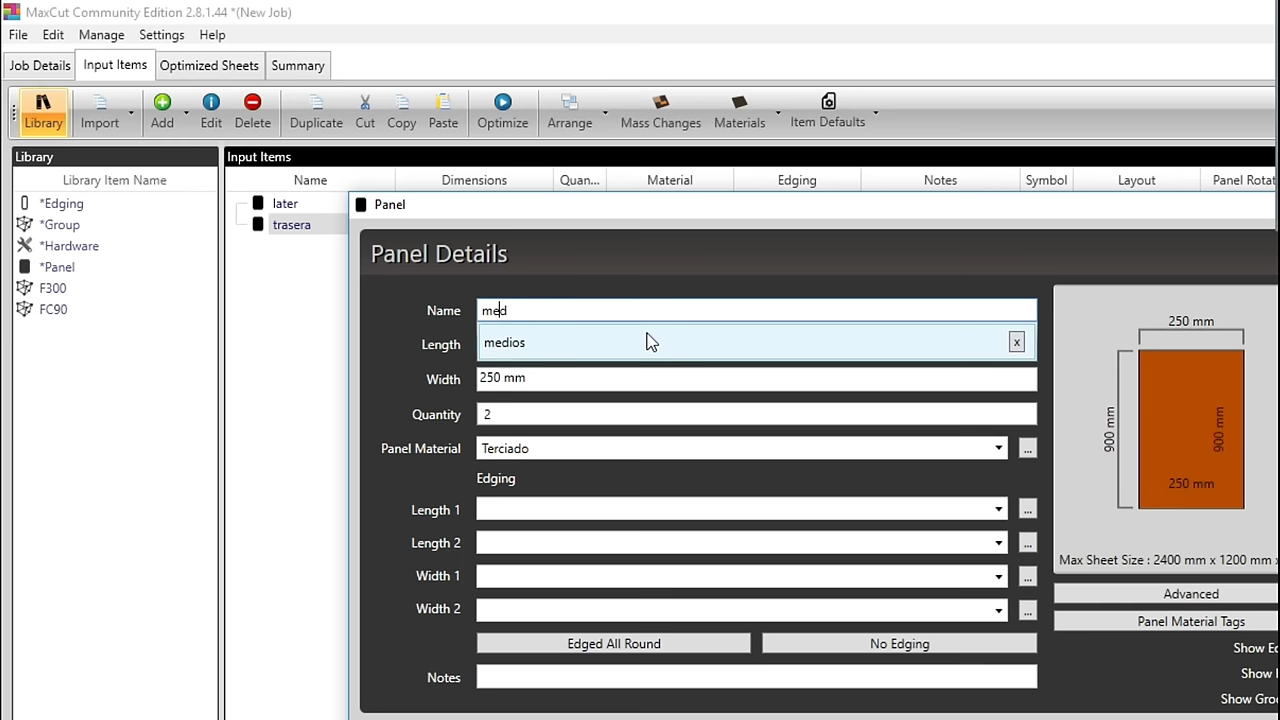 MaxCut Community Edition 2.8.1.44 *(New Job)
File Edit Manage Settings Help
Job Details Input Items Optimized Sheets Summary
Library Import Add Edit Delete Duplicate Cut Copy Paste Optimize Arrange Mass Changes Materials Item Defaults
Library Input Items
Library Item Name Name Dimensions Quan... Material Edging Notes Symbol Layout Panel Rotat
*Edging
*Group
*Hardware
*Panel
F300
FC90
later
trasera
Panel
Panel Details
Name med
Length medios x
Width 250 mm
Quantity 2
Panel Material Terciado ...
Edging
Length 1 ...
Length 2 ...
Width 1 ...
Width 2 ...
Edged All Round No Edging
Notes
250 mm
900 mm 900 mm
250 mm
Max Sheet Size : 2400 mm x 1200 mm x
Advanced
Panel Material Tags
Show Ed
Show
Show Gro